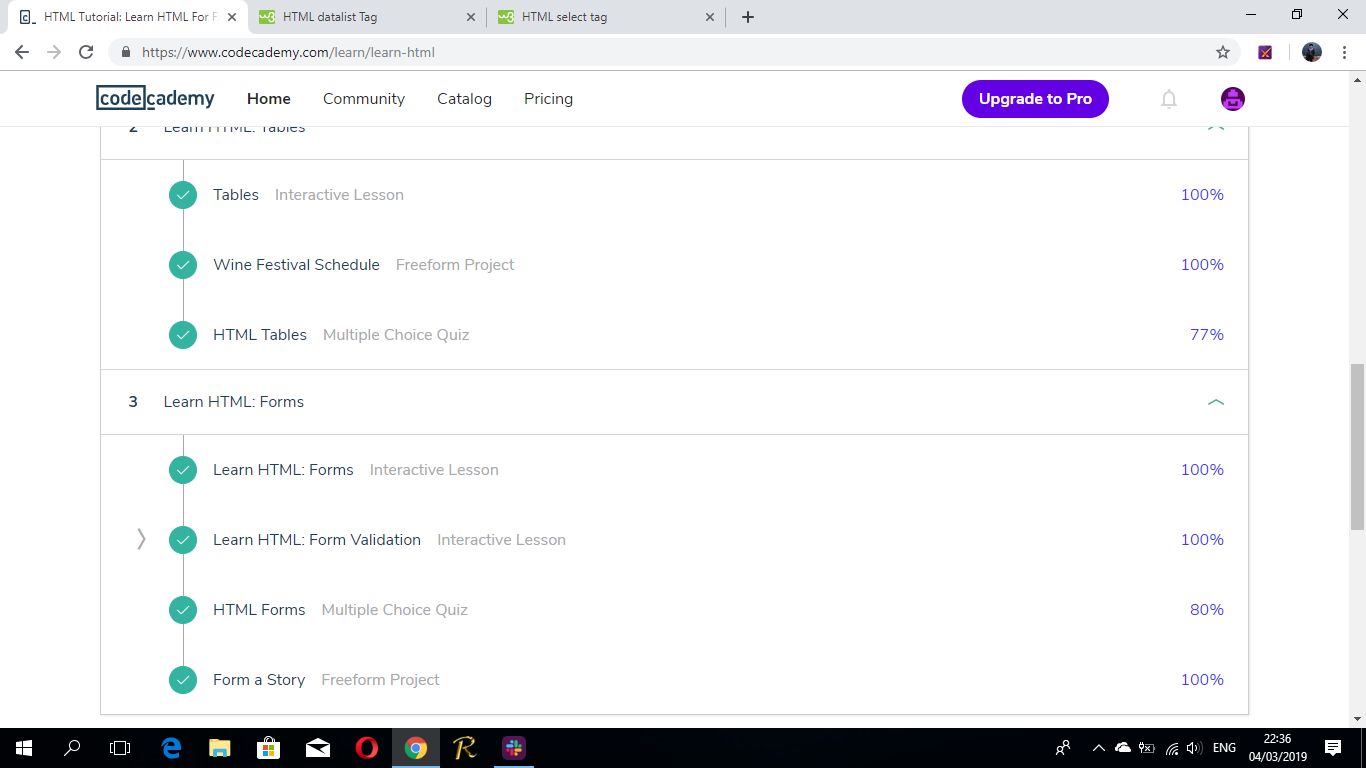 HTML Tutorial: Learn HTML For F
HTML datalist Tag
HTML select tag
https://www.codecademy.com/learn/learn-html
codecademy
Home Community Catalog Pricing
Upgrade to Pro
2 Learn HTML: Tables
Tables Interactive Lesson 100%
Wine Festival Schedule Freeform Project 100%
HTML Tables Multiple Choice Quiz 77%
3 Learn HTML: Forms
Learn HTML: Forms Interactive Lesson 100%
Learn HTML: Form Validation Interactive Lesson 100%
HTML Forms Multiple Choice Quiz 80%
Form a Story Freeform Project 100%
ENG
22:36
04/03/2019